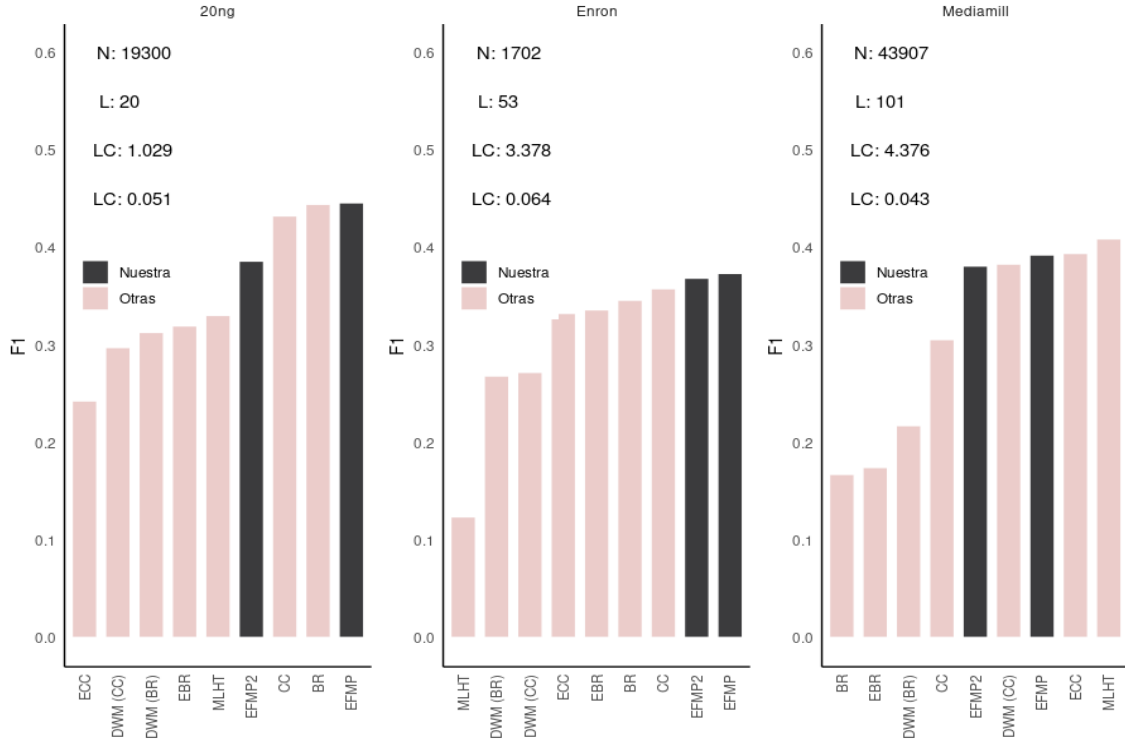 20ng
N: 19300
L: 20
LC: 1.029
LC: 0.051
Nuestra
Otras
F1
0.6
0.5
0.4
0.3
0.2
0.1
0.0
ECC
DWM (CC)
DWM (BR)
EBR
MLHT
EFMP2
CC
BR
EFMP
Enron
N: 1702
L: 53
LC: 3.378
LC: 0.064
Nuestra
Otras
F1
0.6
0.5
0.4
0.3
0.2
0.1
0.0
MLHT
DWM (BR)
DWM (CC)
ECC
EBR
BR
CC
EFMP2
EFMP
Mediamill
N: 43907
L: 101
LC: 4.376
LC: 0.043
Nuestra
Otras
F1
0.6
0.5
0.4
0.3
0.2
0.1
0.0
BR
EBR
DWM (BR)
CC
EFMP2
DWM (CC)
EFMP
ECC
MLHT